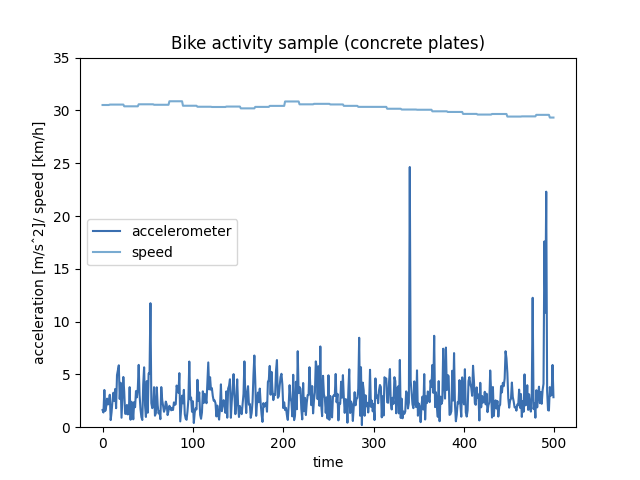 Bike activity sample (concrete plates)
acceleration [m/s^2]/ speed [km/h]
35
30
25
20
15
10
5
0
accelerometer
speed
0 100 200 300 400 500
time